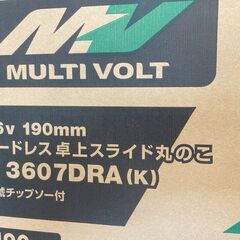 MV
MULTI VOLT
6v 190mm
ードレス 卓上スライド丸のこ
3607DRA (K)
チップソー付